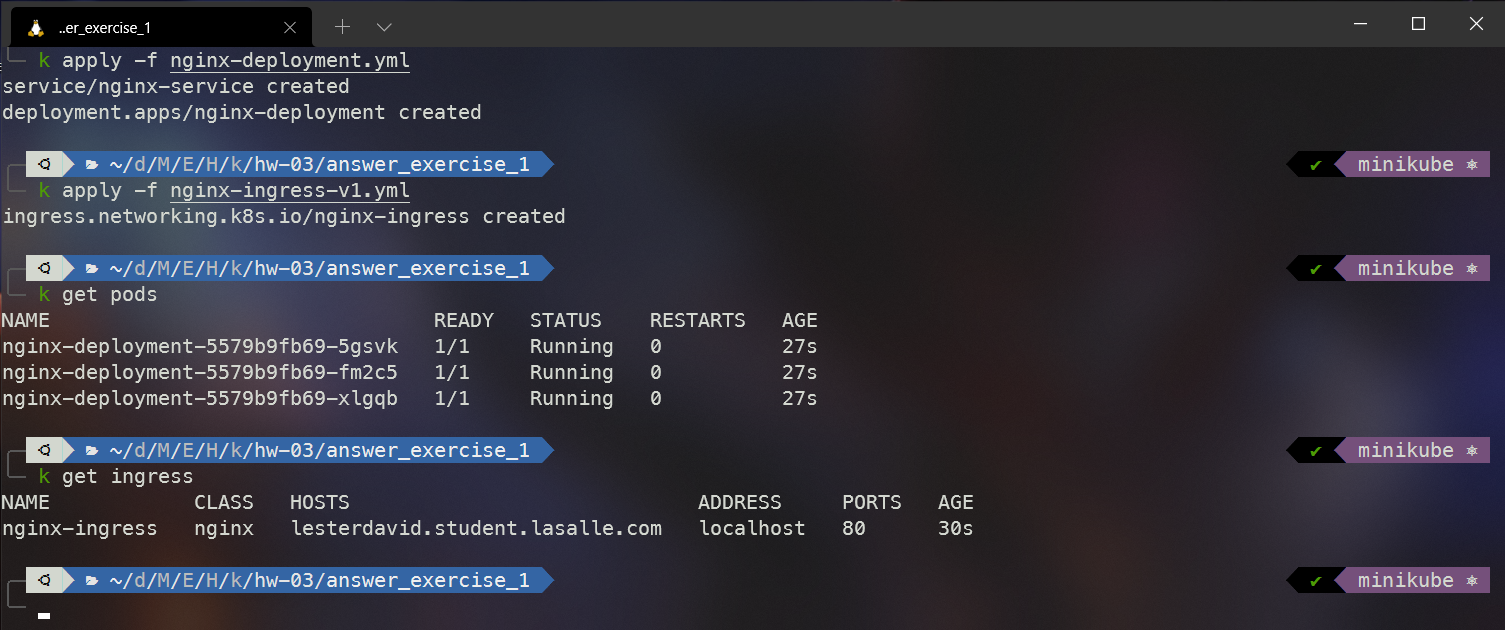 ..er_exercise_1
k apply -f nginx-deployment.yml
service/nginx-service created
deployment.apps/nginx-deployment created
~/d/M/E/H/k/hw-03/answer_exercise_1 ✔ minikube
k apply -f nginx-ingress-v1.yml
ingress.networking.k8s.io/nginx-ingress created
~/d/M/E/H/k/hw-03/answer_exercise_1 ✔ minikube
k get pods
NAME READY STATUS RESTARTS AGE
nginx-deployment-5579b9fb69-5gsvk 1/1 Running 0 27s
nginx-deployment-5579b9fb69-fm2c5 1/1 Running 0 27s
nginx-deployment-5579b9fb69-xlgqb 1/1 Running 0 27s
~/d/M/E/H/k/hw-03/answer_exercise_1 ✔ minikube
k get ingress
NAME CLASS HOSTS ADDRESS PORTS AGE
nginx-ingress nginx lesterdavid.student.lasalle.com localhost 80 30s
~/d/M/E/H/k/hw-03/answer_exercise_1 ✔ minikube